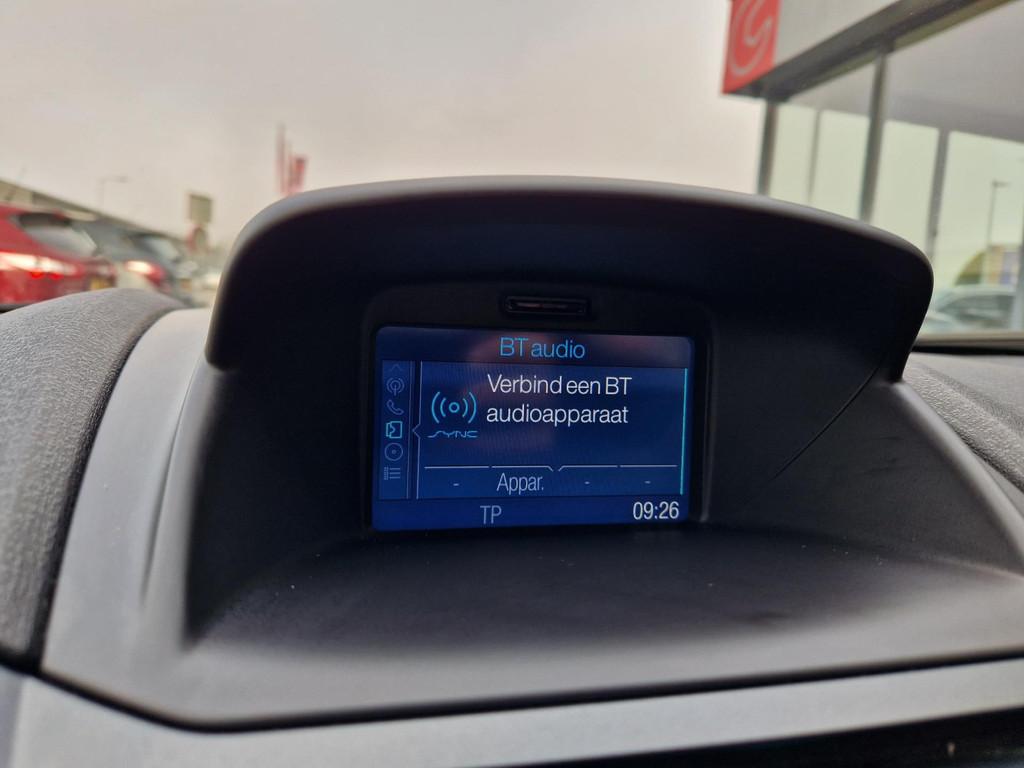 BT audio
Verbind een BT
audioapparaat
SYNC
- Appar. - -
TP 09:26